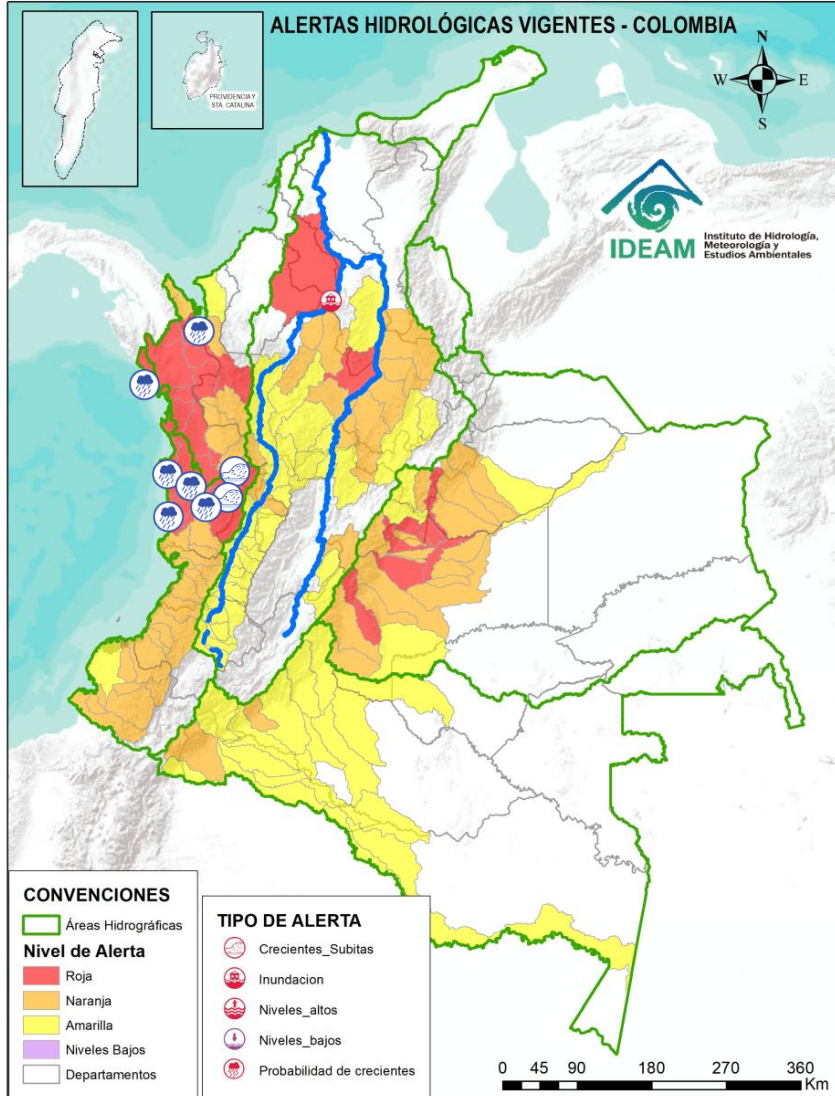 ALERTAS HIDROLÓGICAS VIGENTES - COLOMBIA
PROVIDENCIA Y
STA. CATALINA
N
W
E
S
IDEAM
Instituto de Hidrología,
Meteorología y
Estudios Ambientales
CONVENCIONES
Áreas Hidrográficas
Nivel de Alerta
Roja
Naranja
Amarilla
Niveles Bajos
Departamentos
TIPO DE ALERTA
Crecientes_Subitas
Inundacion
Niveles_altos
Niveles_bajos
Probabilidad de crecientes
0 45 90 180 270 360
Km